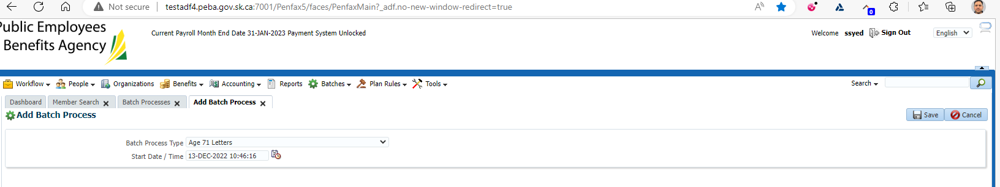 Not secure testadf4.peba.gov.sk.ca:7001/Penfax5/faces/PenfaxMain?_adf.no-new-window-redirect=true
0
Public Employees
Benefits Agency
Current Payroll Month End Date 31-JAN-2023 Payment System Unlocked
Welcome ssyed Sign Out English
Workflow People Organizations Benefits Accounting Reports Batches Plan Rules Tools Search
Dashboard Member Search Batch Processes Add Batch Process
Add Batch Process Save Cancel
Batch Process Type Age 71 Letters
Start Date / Time 13-DEC-2022 10:46:16